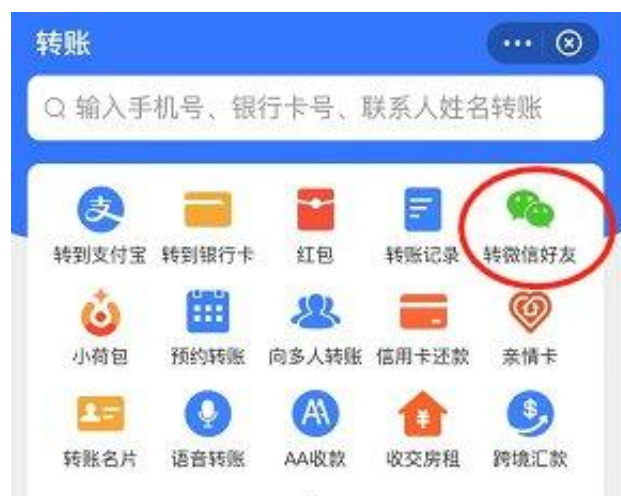 转账
输入手机号、银行卡号、联系人姓名转账
支
转到支付宝 转到银行卡 红包 转账记录 转微信好友
小荷包 预约转账 向多人转账 信用卡还款 亲情卡
AA ¥ $
转账名片 语音转账 AA收款 收交房租 跨境汇款